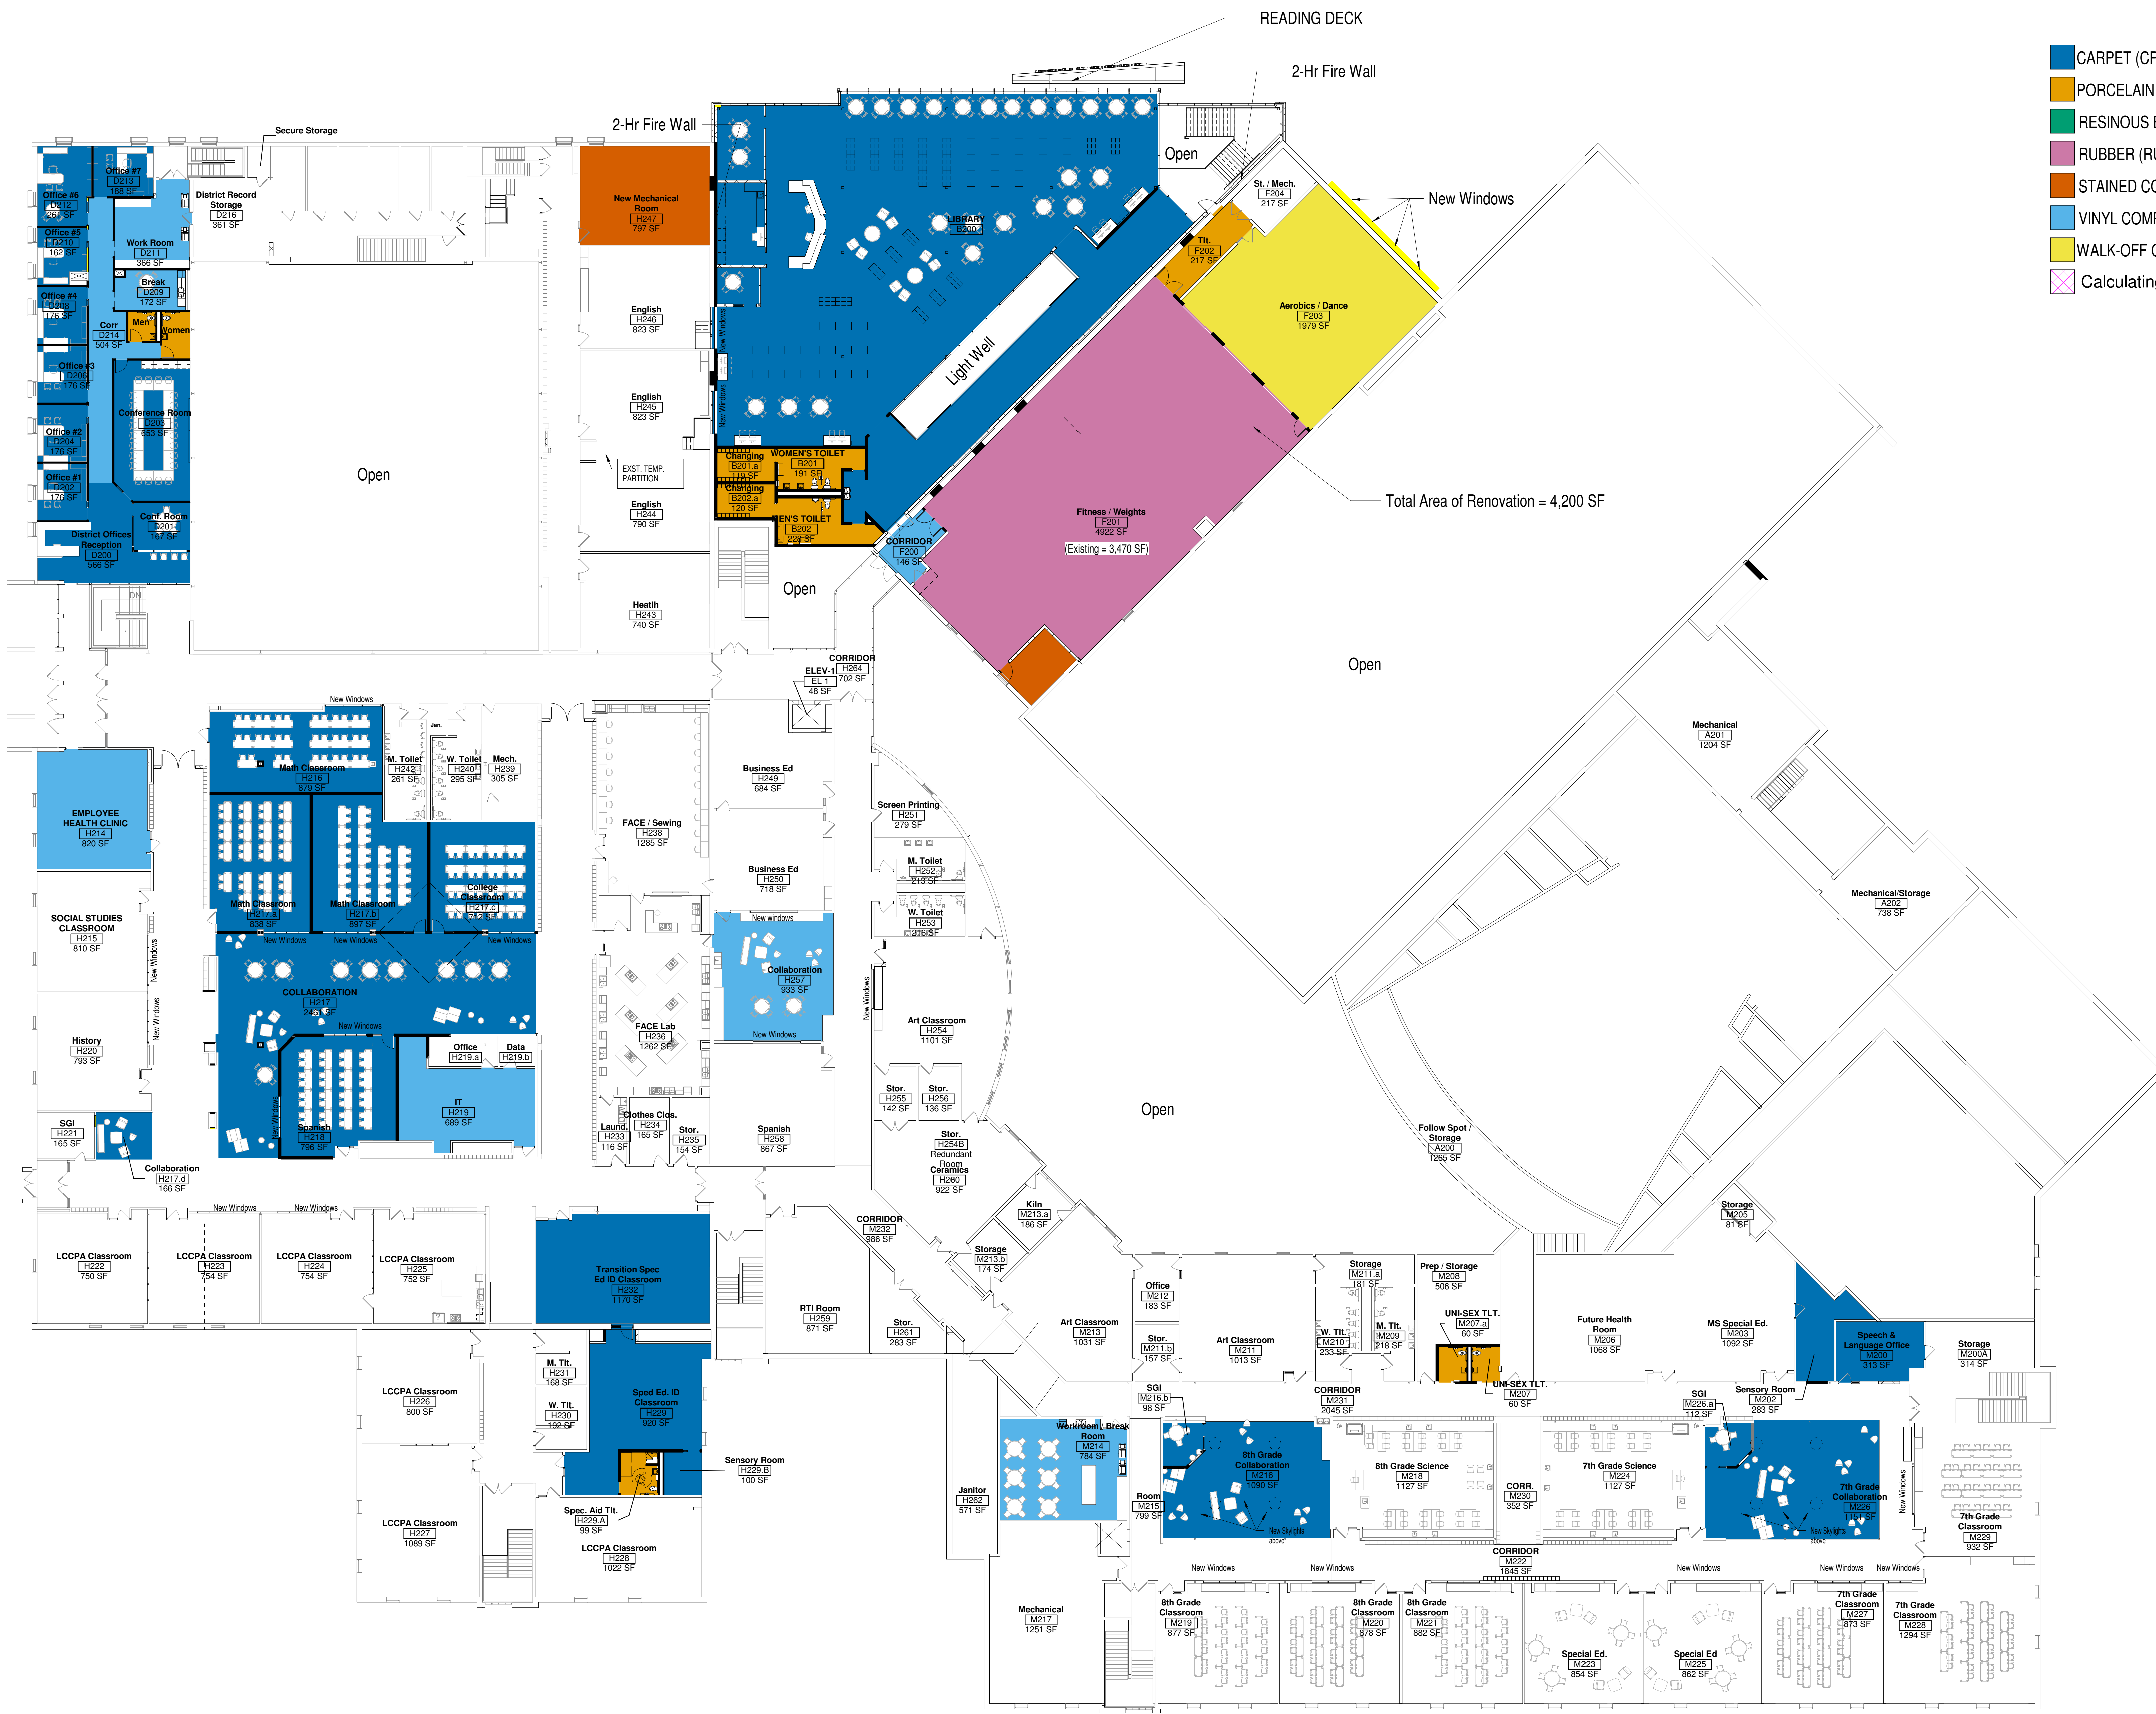 READING DECK
2-Hr Fire Wall
2-Hr Fire Wall
CARPET (CP
PORCELAIN
RESINOUS
RUBBER (RU
STAINED CO
VINYL COMP
WALK-OFF C
Calculating
New Windows
Secure Storage
Open
Office #7
D213
188 SF
Office #6
D212
261 SF
Office #5
D210
162 SF
Office #4
D208
176 SF
Office #3
D206
176 SF
Office #2
D204
176 SF
Office #1
D202
176 SF
Work Room
D211
366 SF
Break
D209
172 SF
Men
Women
Corr
D214
504 SF
Conference Room
D203
653 SF
Conf. Room
D201
167 SF
District Offices
Reception
D200
566 SF
District Record
Storage
D216
361 SF
Open
DN
New Mechanical
Room
H247
797 SF
English
H246
823 SF
English
H245
823 SF
EXST. TEMP.
PARTITION
English
H244
790 SF
Heatlh
H243
740 SF
LIBRARY
B200
New Windows
New Windows
Light Well
Changing
B201.a
119 SF
WOMEN'S TOILET
B201
191 SF
Changing
B202.a
120 SF
MEN'S TOILET
B202
228 SF
St. / Mech.
F204
217 SF
Tlt.
F202
217 SF
Aerobics / Dance
F203
1979 SF
Fitness / Weights
F201
4922 SF
(Existing = 3,470 SF)
Total Area of Renovation = 4,200 SF
CORRIDOR
F200
146 SF
Open
Open
CORRIDOR
H264
702 SF
ELEV-1
EL 1
48 SF
Mechanical
A201
1204 SF
Mechanical/Storage
A202
738 SF
Follow Spot /
Storage
A200
1265 SF
Open
New Windows
Math Classroom
H216
879 SF
M. Toilet
H242
261 SF
Jan.
W. Toilet
H240
295 SF
Mech.
H239
305 SF
EMPLOYEE
HEALTH CLINIC
H214
820 SF
SOCIAL STUDIES
CLASSROOM
H215
810 SF
New Windows
History
H220
793 SF
New Windows
SGI
H221
165 SF
Collaboration
H217.d
166 SF
Math Classroom
H217.a
838 SF
Math Classroom
H217.b
897 SF
College
Classroom
H217.c
New Windows
New Windows
New Windows
COLLABORATION
H217
New Windows
New Windows
Spanish
H218
796 SF
Office
H219.a
Data
H219.b
IT
H219
689 SF
FACE / Sewing
H238
1285 SF
FACE Lab
H236
1262 SF
Laund.
H233
116 SF
Clothes Clos.
H234
165 SF
Stor.
H235
154 SF
Business Ed
H249
684 SF
Business Ed
H250
718 SF
New windows
Collaboration
H257
933 SF
New Windows
Spanish
H258
867 SF
Screen Printing
H251
279 SF
M. Toilet
H252
213 SF
W. Toilet
H253
216 SF
New Windows
Art Classroom
H254
1101 SF
Stor.
H255
142 SF
Stor.
H256
136 SF
Stor.
H254B
Redundant
Room
Ceramics
H260
922 SF
Kiln
M213.a
186 SF
Storage
M213.b
174 SF
CORRIDOR
M232
986 SF
RTI Room
H259
871 SF
Stor.
H261
283 SF
New Windows
New Windows
LCCPA Classroom
H222
750 SF
LCCPA Classroom
H223
754 SF
LCCPA Classroom
H224
754 SF
LCCPA Classroom
H225
752 SF
Transition Spec
Ed ID Classroom
H232
1170 SF
LCCPA Classroom
H226
800 SF
M. Tlt.
H231
168 SF
W. Tlt.
H230
192 SF
Sped Ed. ID
Classroom
H229
920 SF
Sensory Room
H229.B
100 SF
Spec. Aid Tlt.
H229.A
99 SF
LCCPA Classroom
H227
1089 SF
LCCPA Classroom
H228
1022 SF
Art Classroom
M213
1031 SF
Office
M212
183 SF
Stor.
M211.b
157 SF
Art Classroom
M211
1013 SF
Storage
M211.a
181 SF
W. Tlt.
M210
233 SF
M. Tlt.
M209
218 SF
Prep / Storage
M208
506 SF
UNI-SEX TLT.
M207.a
60 SF
UNI-SEX TLT.
M207
60 SF
Future Health
Room
M206
1068 SF
Storage
M205
81 SF
MS Special Ed.
M203
1092 SF
Speech &
Language Office
M200
313 SF
Storage
M200A
314 SF
Sensory Room
M202
283 SF
CORRIDOR
M231
2045 SF
SGI
M216.b
98 SF
SGI
M226.a
112 SF
Workroom / Break
Room
M214
784 SF
Janitor
H262
571 SF
Room
M215
799 SF
8th Grade
Collaboration
M216
1090 SF
New Skylights
above
8th Grade Science
M218
1127 SF
CORR.
M230
352 SF
7th Grade Science
M224
1127 SF
7th Grade
Collaboration
M226
1151 SF
New Skylights
above
New Windows
7th Grade
Classroom
M229
932 SF
CORRIDOR
M222
1845 SF
New Windows
New Windows
New Windows
New Windows
New Windows
Mechanical
M217
1251 SF
8th Grade
Classroom
M219
877 SF
8th Grade
Classroom
M220
878 SF
8th Grade
Classroom
M221
882 SF
Special Ed.
M223
854 SF
Special Ed
M225
862 SF
7th Grade
Classroom
M227
873 SF
7th Grade
Classroom
M228
1294 SF